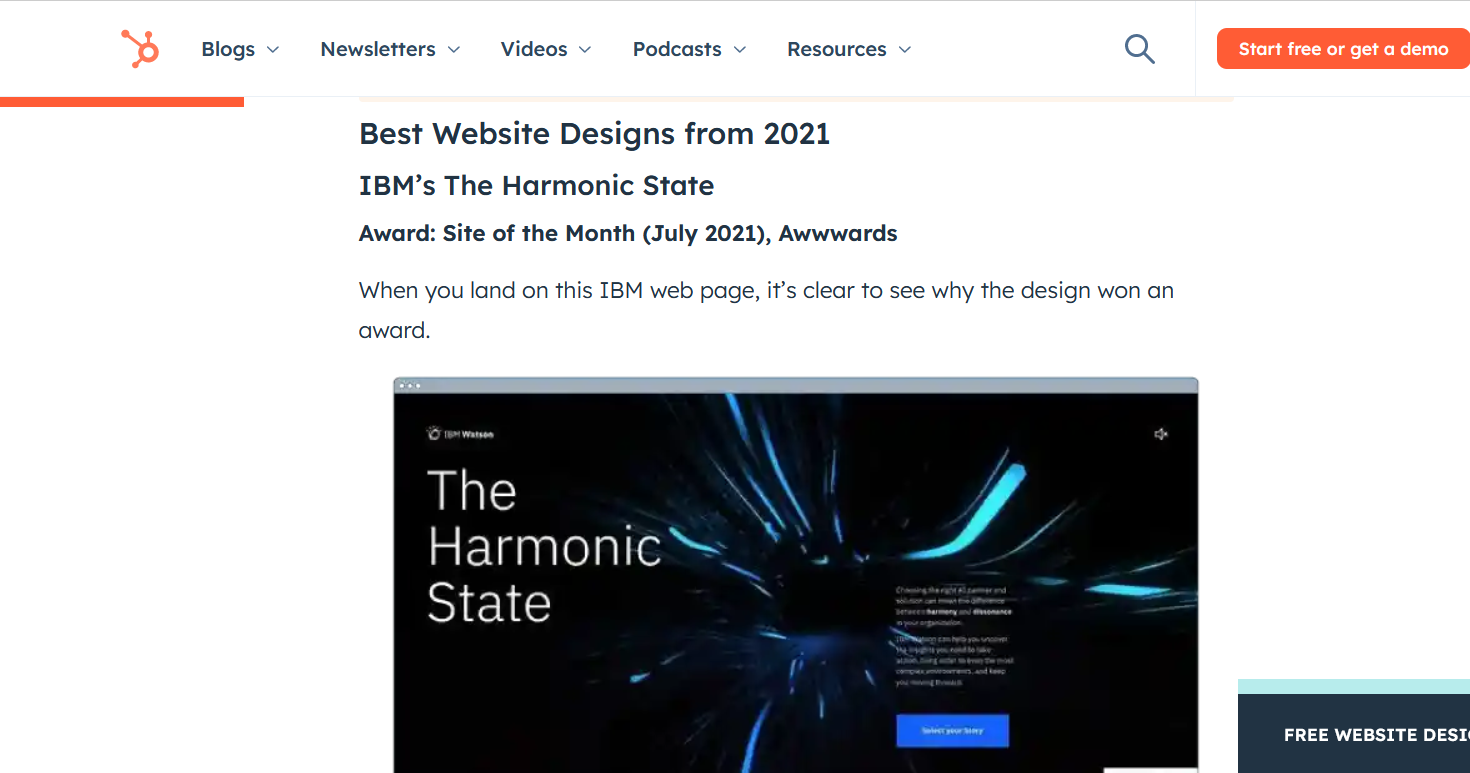 Blogs Newsletters Videos Podcasts Resources Start free or get a demo
Best Website Designs from 2021
IBM’s The Harmonic State
Award: Site of the Month (July 2021), Awwwards
When you land on this IBM web page, it’s clear to see why the design won an
award.
IBM Watson
The
Harmonic
State
Choosing the right AI partner and
solution can mean the difference
between harmony and dissonance
in your organization.
IBM Watson can help you uncover
the insights you need to take
action, bring order to even the most
complex environments, and keep
you moving forward.
Select your Story
FREE WEBSITE DESI